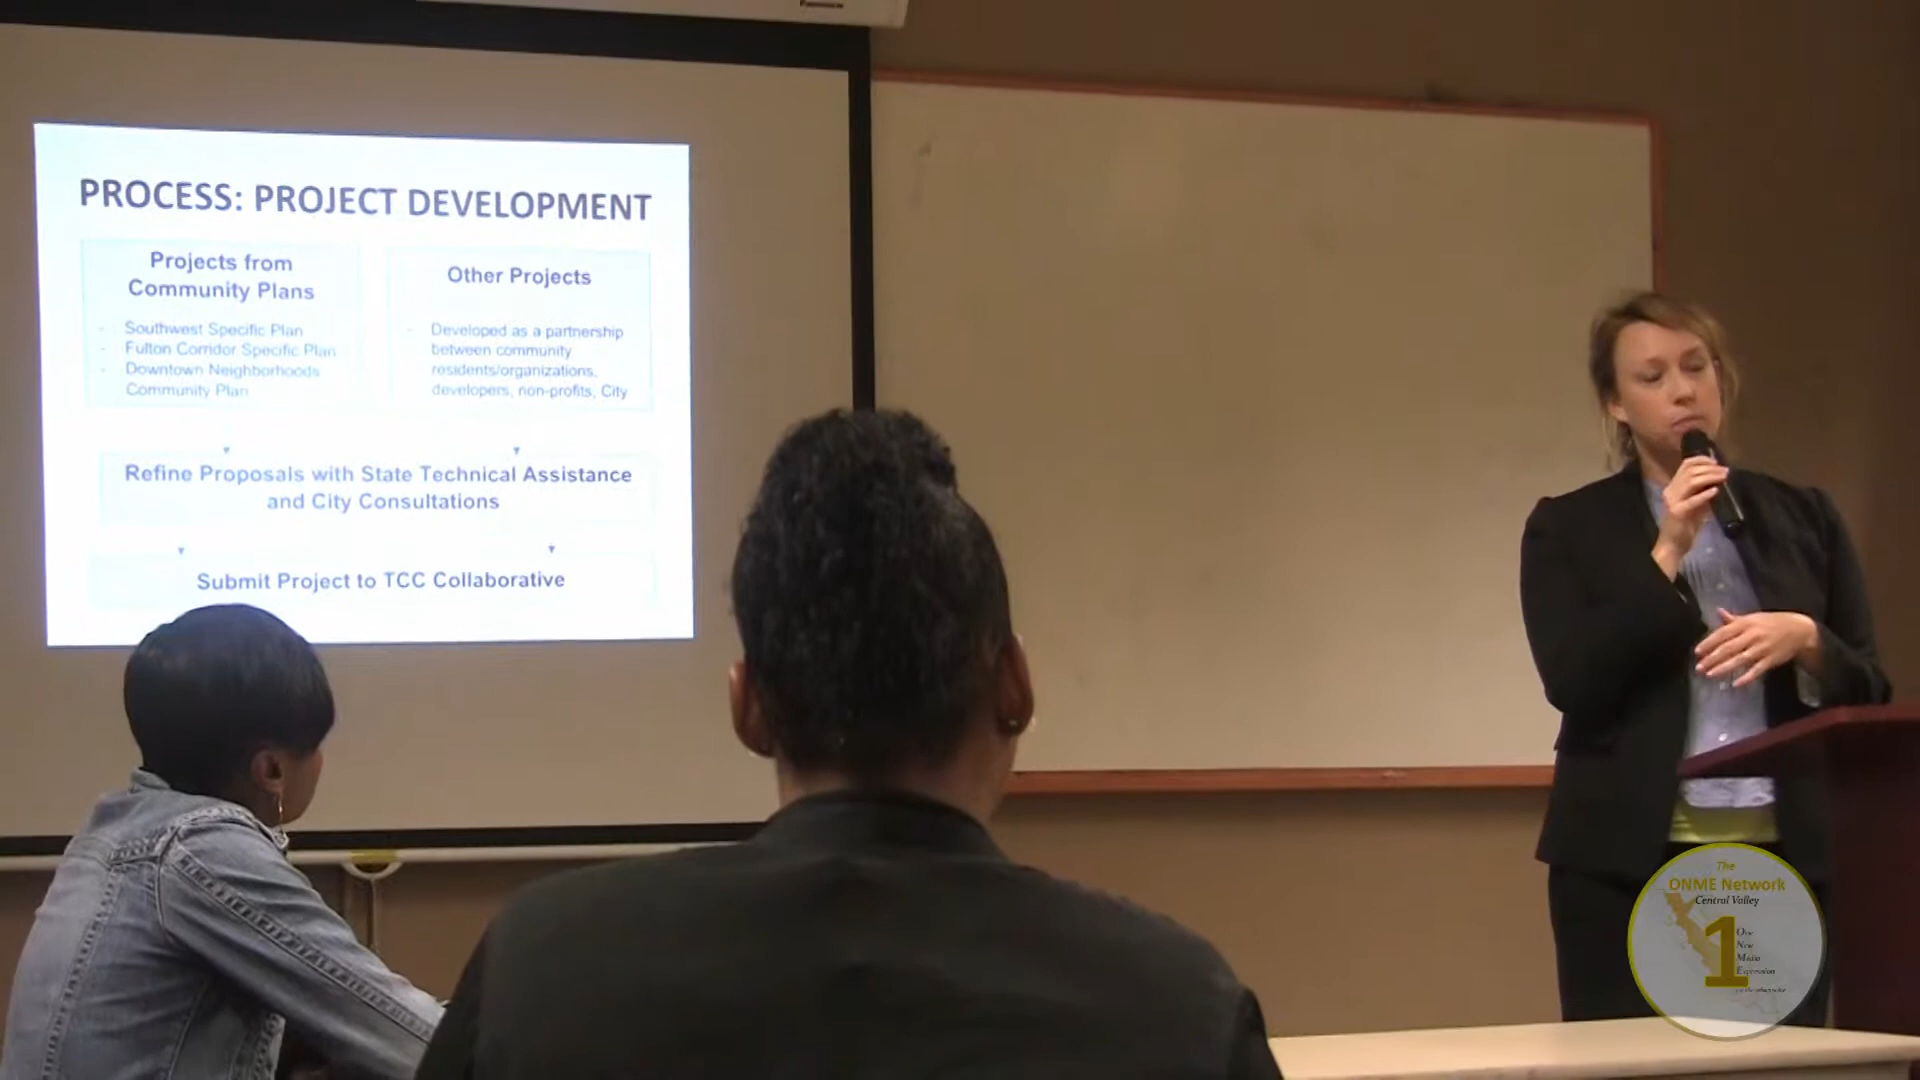 Panasonic
PROCESS: PROJECT DEVELOPMENT
Projects from
Community Plans
- Southwest Specific Plan
- Fulton Corridor Specific Plan
- Downtown Neighborhoods
Community Plan
Other Projects
- Developed as a partnership
between community
residents/organizations,
developers, non-profits, City
Refine Proposals with State Technical Assistance
and City Consultations
Submit Project to TCC Collaborative
The
ONME Network
Central Valley
1
One
New
Media
Expression